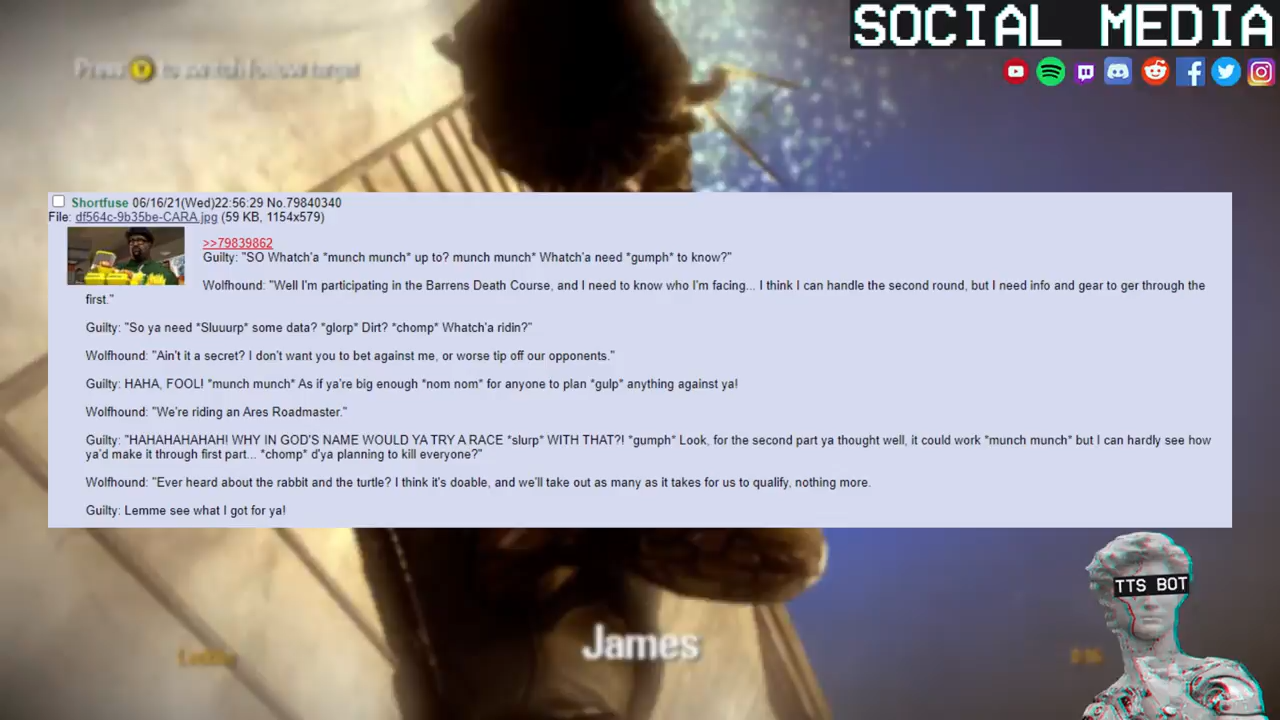 SOCIAL MEDIA
Press Y to switch follow target
Shortfuse 06/16/21(Wed)22:56:29 No.79840340
File: df564c-9b35be-CARA.jpg (59 KB, 1154x579)
>>79839862
Guilty: "SO Whatch'a *munch munch* up to? munch munch* Whatch'a need *gumph* to know?"
Wolfhound: "Well I'm participating in the Barrens Death Course, and I need to know who I'm facing... I think I can handle the second round, but I need info and gear to ger through the
first."
Guilty: "So ya need *Sluuurp* some data? *glorp* Dirt? *chomp* Whatch'a ridin?"
Wolfhound: "Ain't it a secret? I don't want you to bet against me, or worse tip off our opponents."
Guilty: HAHA, FOOL! *munch munch* As if ya're big enough *nom nom* for anyone to plan *gulp* anything against ya!
Wolfhound: "We're riding an Ares Roadmaster."
Guilty: "HAHAHAHAHAH! WHY IN GOD'S NAME WOULD YA TRY A RACE *slurp* WITH THAT?! *gumph* Look, for the second part ya thought well, it could work *munch munch* but I can hardly see how
ya'd make it through first part... *chomp* d'ya planning to kill everyone?"
Wolfhound: "Ever heard about the rabbit and the turtle? I think it's doable, and we'll take out as many as it takes for us to qualify, nothing more.
Guilty: Lemme see what I got for ya!
TTS BOT
James